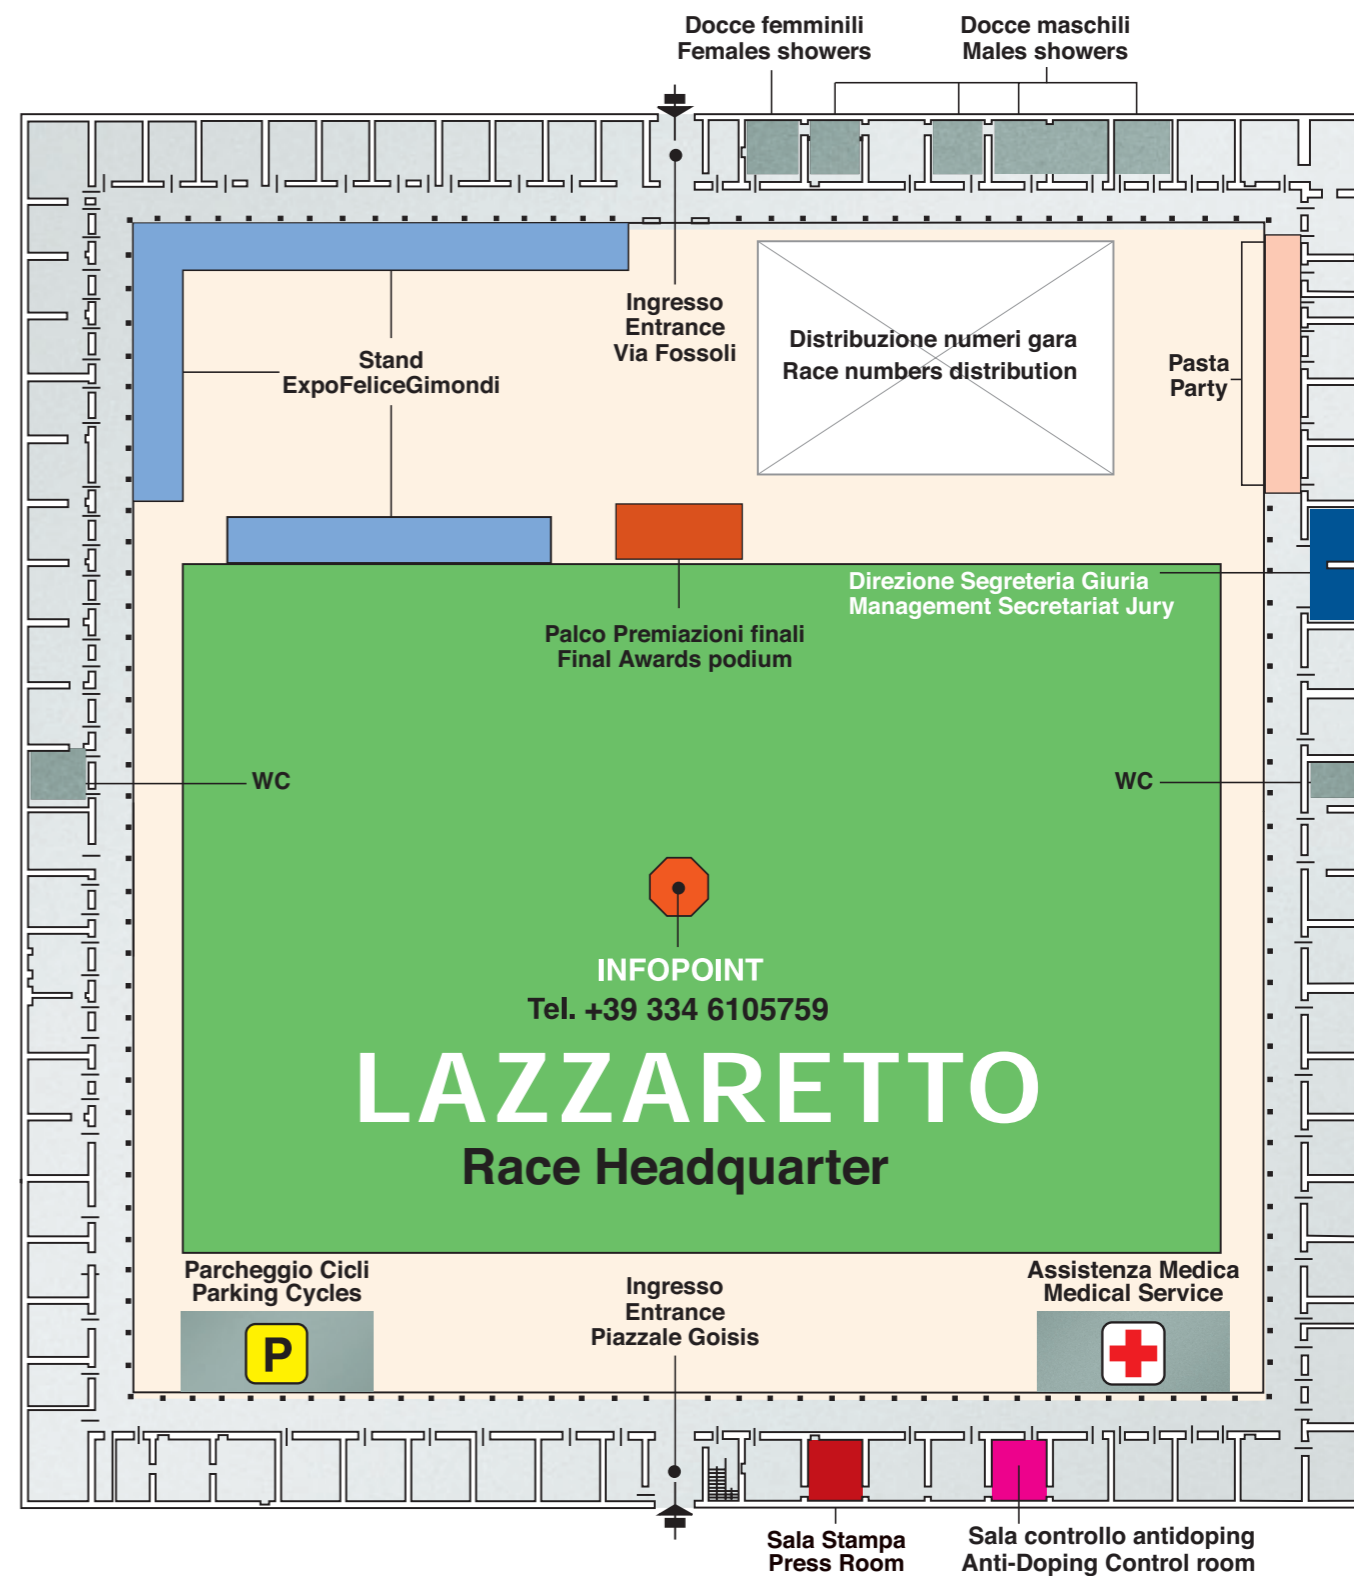 Docce femminili
Females showers
Docce maschili
Males showers
Ingresso
Entrance
Via Fossoli
Distribuzione numeri gara
Race numbers distribution
Stand
ExpoFeliceGimondi
Pasta
Party
Direzione Segreteria Giuria
Management Secretariat Jury
Palco Premiazioni finali
Final Awards podium
WC
WC
INFOPOINT
Tel. +39 334 6105759
LAZZARETTO
Race Headquarter
Parcheggio Cicli
Parking Cycles
P
Ingresso
Entrance
Piazzale Goisis
Assistenza Medica
Medical Service
Sala Stampa
Press Room
Sala controllo antidoping
Anti-Doping Control room